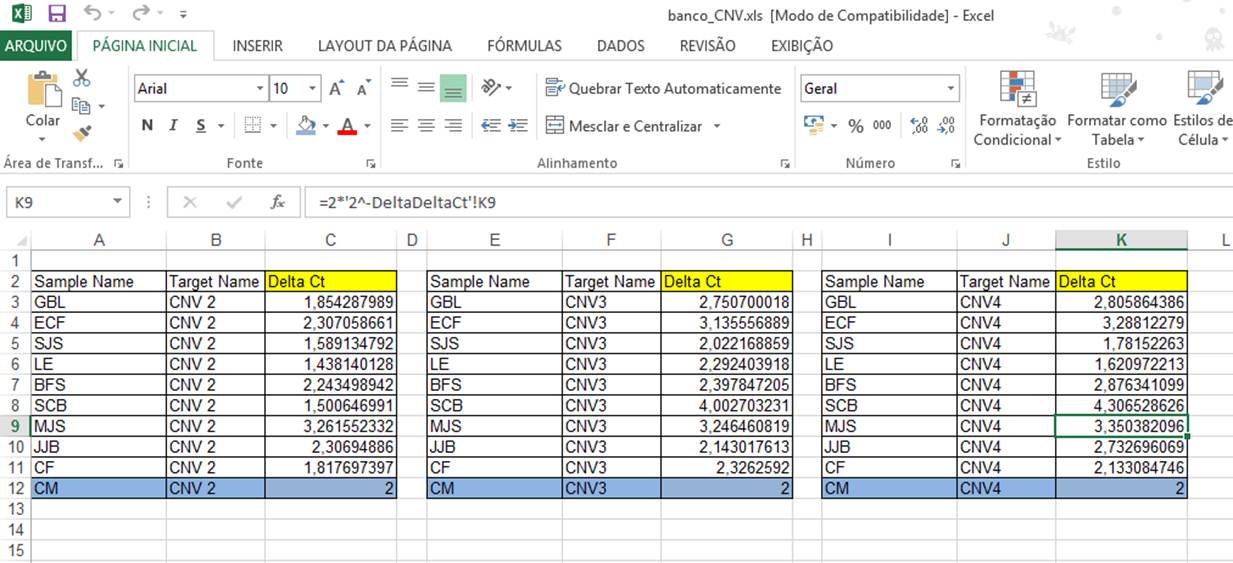 banco_CNV.xls [Modo de Compatibilidade] - Excel
ARQUIVO PÁGINA INICIAL INSERIR LAYOUT DA PÁGINA FÓRMULAS DADOS REVISÃO EXIBIÇÃO
Colar
Arial 10 A A
N I S A
Quebrar Texto Automaticamente
Mesclar e Centralizar
Geral
% 000
Formatação Condicional
Formatar como Tabela
Estilos de Célula
Área de Transf... Fonte Alinhamento Número Estilo
K9 fx =2*'2^-DeltaDeltaCt'!K9
A B C D E F G H I J K L
1
2 Sample Name Target Name Delta Ct Sample Name Target Name Delta Ct Sample Name Target Name Delta Ct
3 GBL CNV 2 1,854287989 GBL CNV3 2,750700018 GBL CNV4 2,805864386
4 ECF CNV 2 2,307058661 ECF CNV3 3,135556889 ECF CNV4 3,28812279
5 SJS CNV 2 1,589134792 SJS CNV3 2,022168859 SJS CNV4 1,78152263
6 LE CNV 2 1,438140128 LE CNV3 2,292403918 LE CNV4 1,620972213
7 BFS CNV 2 2,243498942 BFS CNV3 2,397847205 BFS CNV4 2,876341099
8 SCB CNV 2 1,500646991 SCB CNV3 4,002703231 SCB CNV4 4,306528626
9 MJS CNV 2 3,261552332 MJS CNV3 3,246460819 MJS CNV4 3,350382096
10 JJB CNV 2 2,30694886 JJB CNV3 2,143017613 JJB CNV4 2,732696069
11 CF CNV 2 1,817697397 CF CNV3 2,3262592 CF CNV4 2,133084746
12 CM CNV 2 2 CM CNV3 2 CM CNV4 2
13
14
15